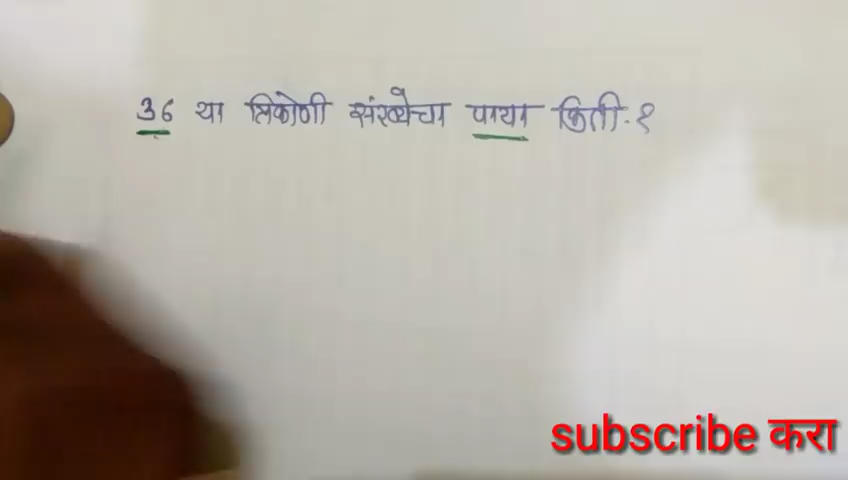 36 या त्रिकोणी संख्येचा पाया किती.?
subscribe करा